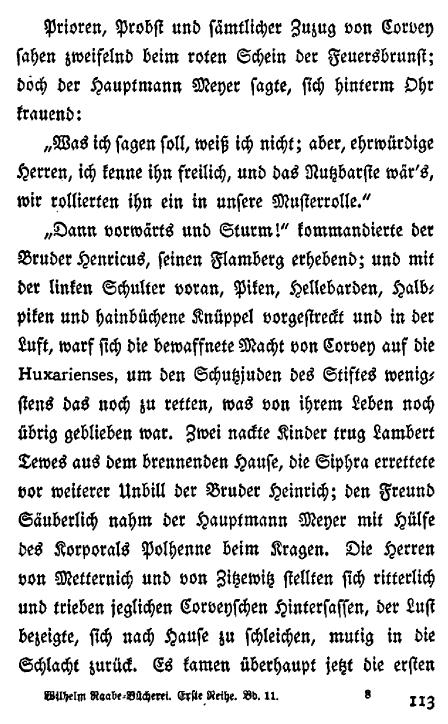 Prioren, Probst und sämtlicher Zuzug von Corvey
sahen zweifelnd beim roten Schein der Feuersbrunst;
doch der Hauptmann Meyer sagte, sich hinterm Ohr
krauend:
„Was ich sagen soll, weiß ich nicht; aber, ehrwürdige
Herren, ich kenne ihn freilich, und das Nutzbarste wär's,
wir rollierten ihn ein in unsere Musterrolle.“
„Dann vorwärts und Sturm!“ kommandierte der
Bruder Henricus, seinen Flamberg erhebend; und mit
der linken Schulter voran, Piken, Hellebarden, Halb-
piken und hainbüchene Knüppel vorgestreckt und in der
Luft, warf sich die bewaffnete Macht von Corvey auf die
Huxarienses, um den Schutzjuden des Stiftes wenig-
stens das noch zu retten, was von ihrem Leben noch
übrig geblieben war. Zwei nackte Kinder trug Lambert
Tewes aus dem brennenden Hause, die Siphra errettete
vor weiterer Unbill der Bruder Heinrich; den Freund
Säuberlich nahm der Hauptmann Meyer mit Hülfe
des Korporals Polhenne beim Kragen. Die Herren
von Metternich und von Zitzewitz stellten sich ritterlich
und trieben jeglichen Corveyschen Hintersassen, der Lust
bezeigte, sich nach Hause zu schleichen, mutig in die
Schlacht zurück. Es kamen überhaupt jetzt die ersten
Wilhelm Raabe-Bücherei. Erste Reihe. Bd. 11. 8 113